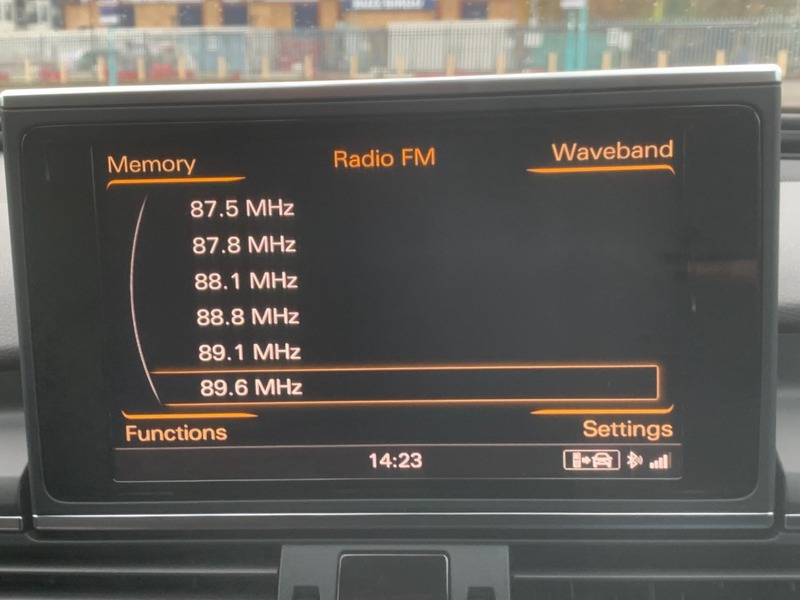 Memory Radio FM Waveband
87.5 MHz
87.8 MHz
88.1 MHz
88.8 MHz
89.1 MHz
89.6 MHz
Functions Settings
14:23